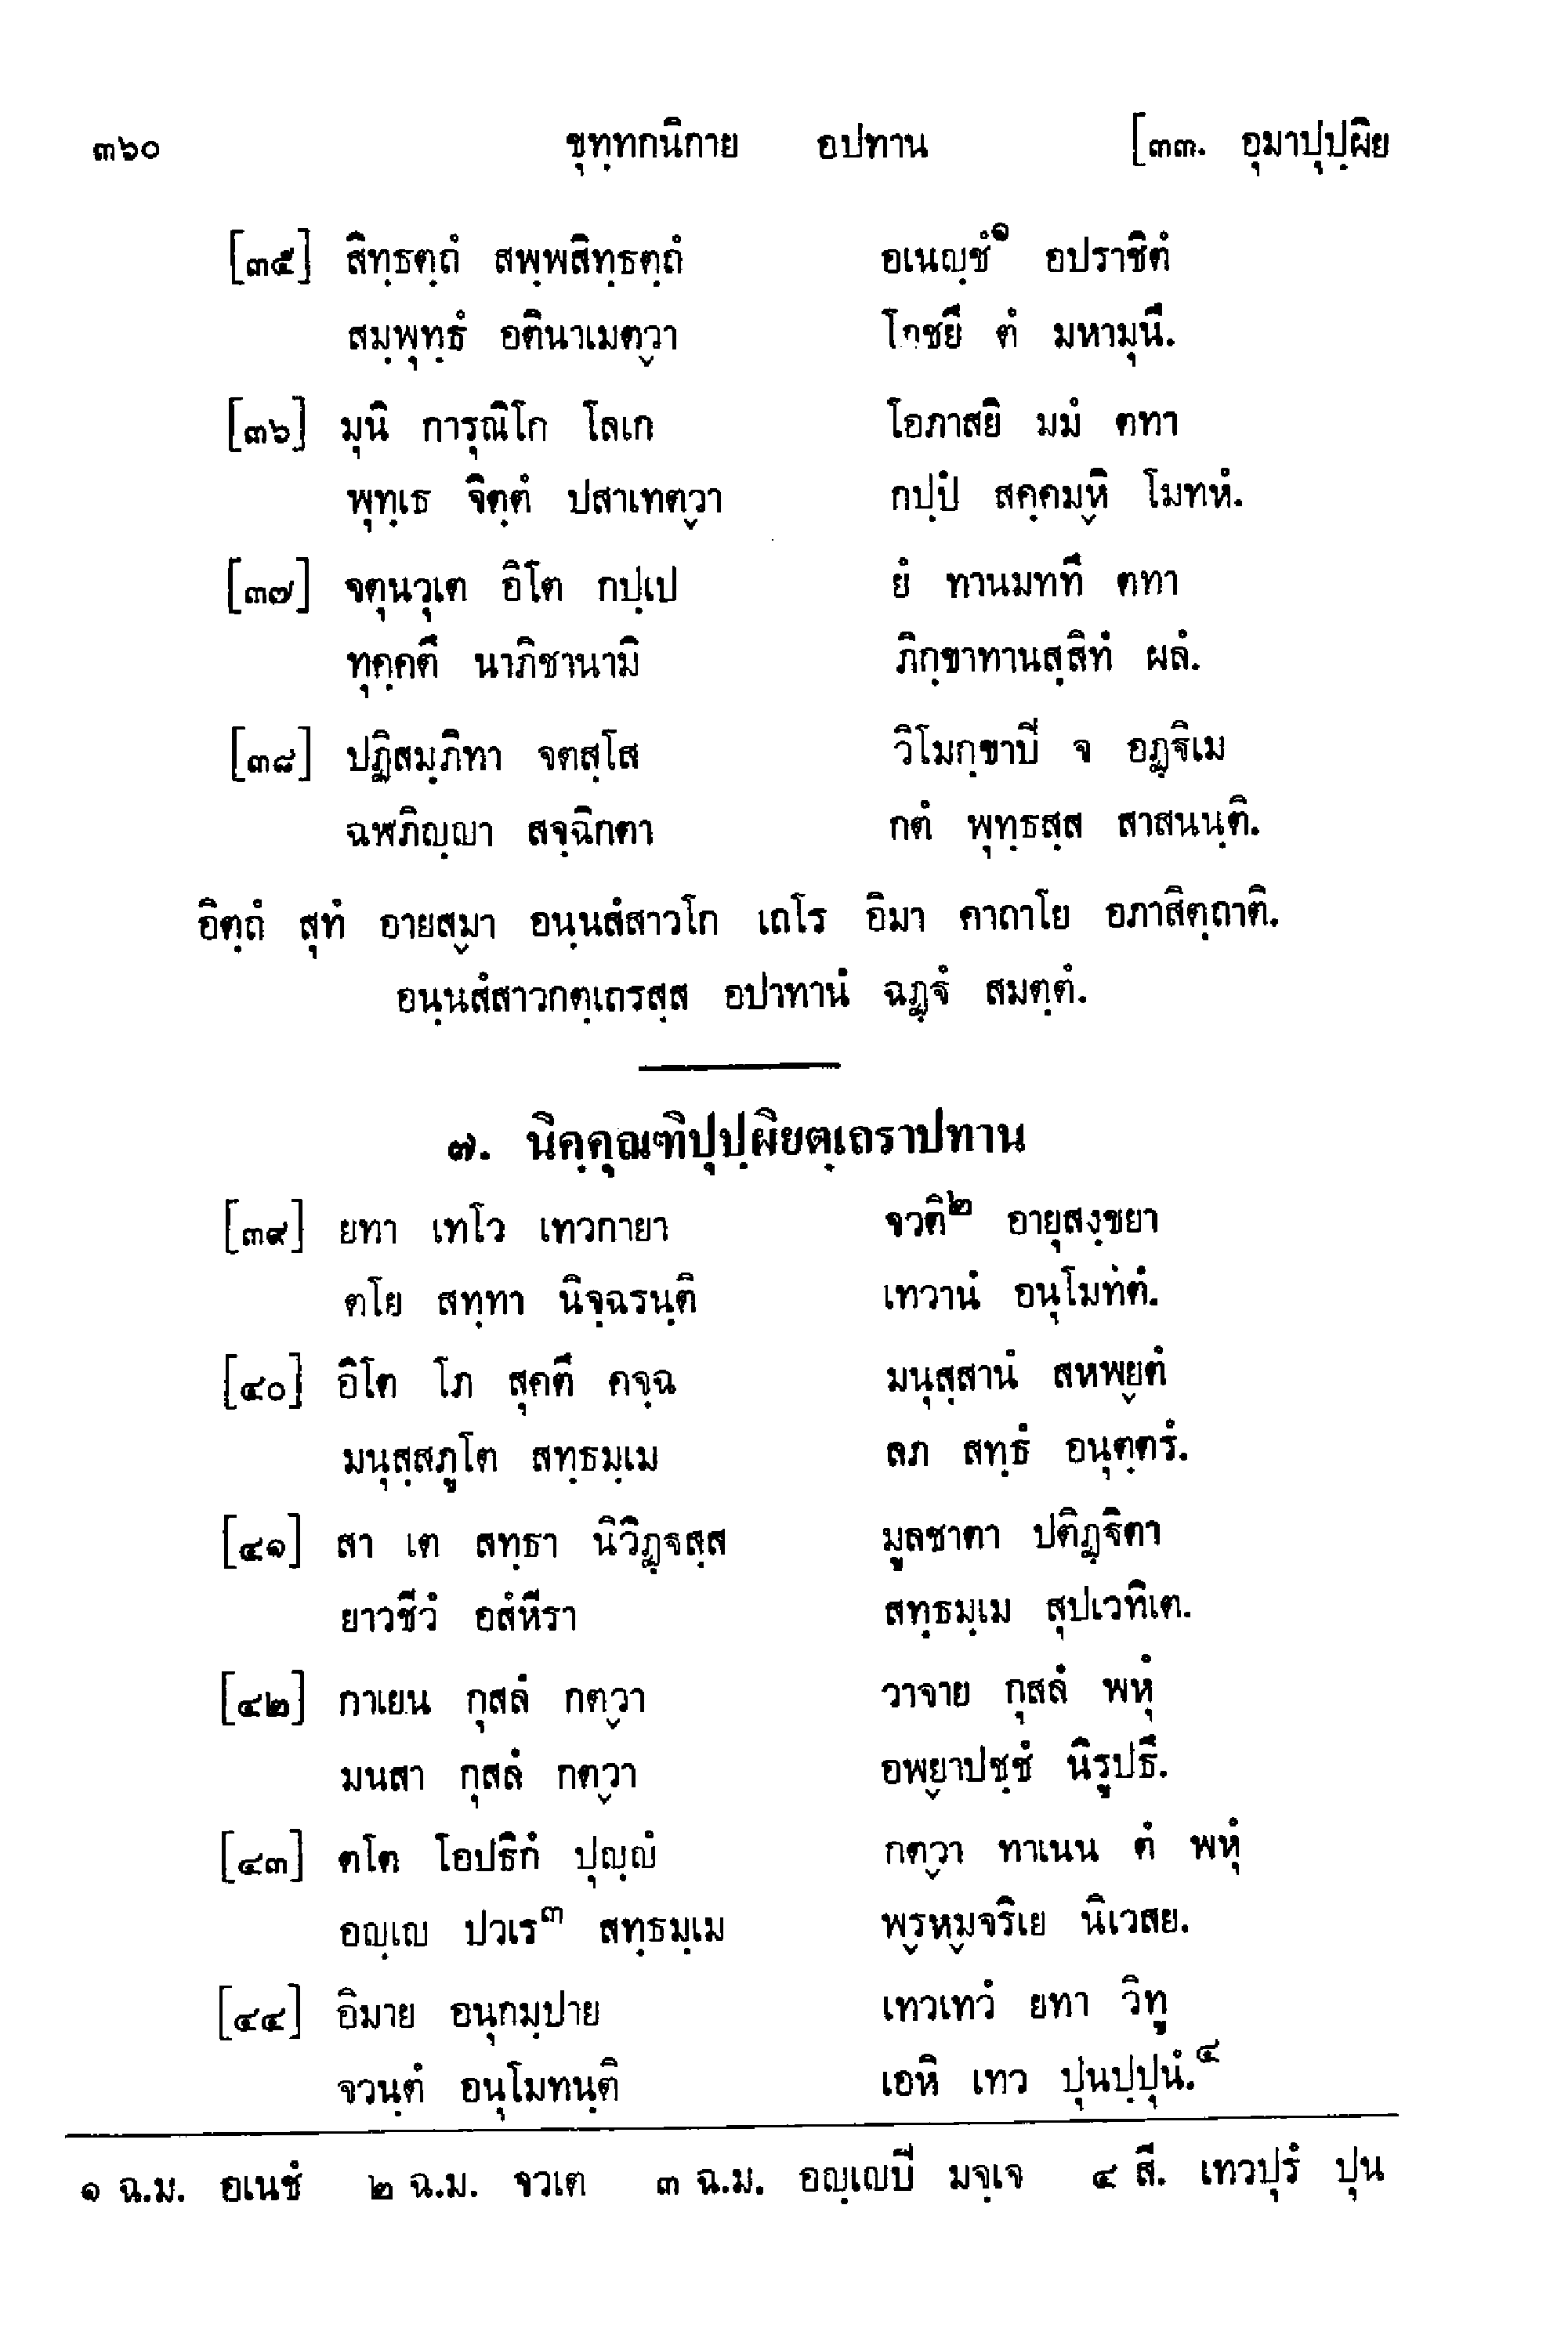 ๓๖๐ ขุทฺทกนิกาย อปทาน [๓๓. อุมาปุปฺผิย
[๓๕] สิทฺธตฺถํ สพฺพสิทฺธตฺถํ อเนญฺชํ๑ อปราชิตํ
สมฺพุทฺธํ อตินาเมตฺวา โภชยึ ตํ มหามุนึ.
[๓๖] มุนิ การุณิโก โลเก โอภาสยิ มมํ ตทา
พุทฺเธ จิตฺตํ ปสาเทตฺวา กปฺปํ สคฺคมฺหิ โมทหํ.
[๓๗] จตุนวุเต อิโต กปฺเป ยํ ทานมททึ ตทา
ทุคฺคตึ นาภิชานามิ ภิกฺขาทานสฺสิทํ ผลํ.
[๓๘] ปฏิสมฺภิทา จตสฺโส วิโมกฺขาปิ จ อฏฺฐิเม
ฉฬภิญฺญา สจฺฉิกตา กตํ พุทฺธสฺส สาสนนฺติ.
อิตฺถํ สุทํ อายสฺมา อนฺนสํสาวโก เถโร อิมา คาถาโย อภาสิตฺถาติ.
อนฺนสํสาวกตฺเถรสฺส อปาทานํ ฉฏฺฐํ สมตฺตํ.
๗. นิคฺคุณฑิปุปฺผิยตฺเถราปทาน
[๓๙] ยทา เทโว เทวกายา จวติ๒ อายุสงฺขยา
ตโย สทฺทา นิจฺฉรนฺติ เทวานํ อนุโมทตํ.
[๔๐] อิโต โภ สุคตึ คจฺฉ มนุสฺสานํ สหพฺยตํ
มนุสฺสภูโต สทฺธมฺเม ลภ สทฺธํ อนุตฺตรํ.
[๔๑] สา เต สทฺธา นิวิฏฺฐสฺส มูลชาตา ปติฏฺฐิตา
ยาวชีวํ อสํหีรา สทฺธมฺเม สุปเวทิเต.
[๔๒] กาเยน กุสลํ กตฺวา วาจาย กุสลํ พหุํ
มนสา กุสลํ กตฺวา อพฺยาปชฺชํ นิรูปธึ.
[๔๓] ตโต โอปธิกํ ปุญฺญํ กตฺวา ทาเนน ตํ พหุํ
อญฺเญ ปวเร๓ สทฺธมฺเม พฺรหฺมจริเย นิเวสย.
[๔๔] อิมาย อนุกมฺปาย เทวเทวํ ยทา วิทู
จวนฺตํ อนุโมทนฺติ เอหิ เทว ปุนปฺปุนํ.๔
๑ ฉ.ม. อเนชํ ๒ ฉ.ม. จวเต ๓ ฉ.ม. อญฺเญปิ มจฺเจ ๔ สี. เทวปุรํ ปุน